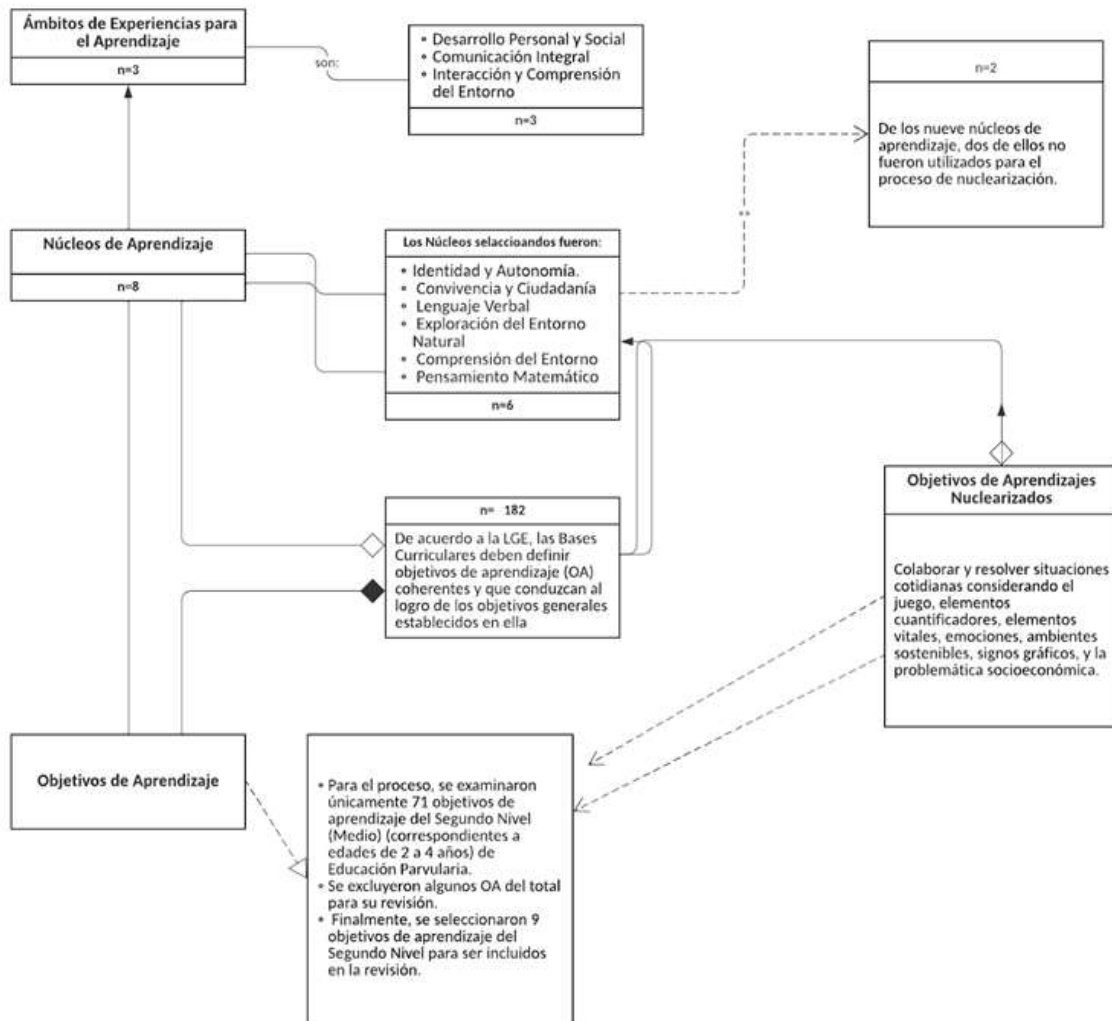 Ámbitos de Experiencias para
el Aprendizaje
n=3
son:
• Desarrollo Personal y Social
• Comunicación Integral
• Interacción y Comprensión
del Entorno
n=3
n=2
De los nueve núcleos de
aprendizaje, dos de ellos no
fueron utilizados para el
proceso de nuclearización.
Núcleos de Aprendizaje
n=8
Los Núcleos selaccioandos fueron:
• Identidad y Autonomía.
• Convivencia y Ciudadanía
• Lenguaje Verbal
• Exploración del Entorno
Natural
• Comprensión del Entorno
• Pensamiento Matemático
n=6
n= 182
De acuerdo a la LGE, las Bases
Curriculares deben definir
objetivos de aprendizaje (OA)
coherentes y que conduzcan al
logro de los objetivos generales
establecidos en ella
Objetivos de Aprendizajes
Nuclearizados
Colaborar y resolver situaciones
cotidianas considerando el
juego, elementos
cuantificadores, elementos
vitales, emociones, ambientes
sostenibles, signos gráficos, y la
problemática socioeconómica.
Objetivos de Aprendizaje
• Para el proceso, se examinaron
únicamente 71 objetivos de
aprendizaje del Segundo Nivel
(Medio) (correspondientes a
edades de 2 a 4 años) de
Educación Parvularia.
• Se excluyeron algunos OA del total
para su revisión.
• Finalmente, se seleccionaron 9
objetivos de aprendizaje del
Segundo Nivel para ser incluidos
en la revisión.